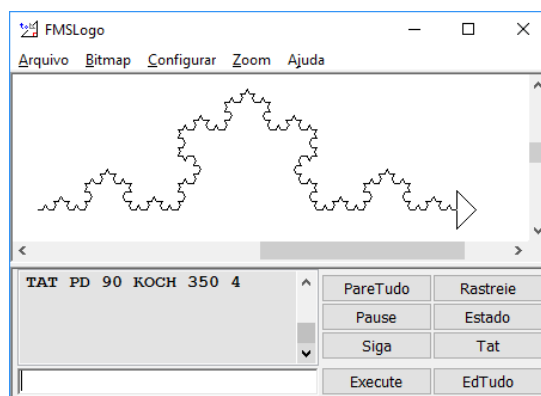 FMSLogo
Arquivo Bitmap Configurar Zoom Ajuda
TAT PD 90 KOCH 350 4
PareTudo Rastreie
Pause Estado
Siga Tat
Execute EdTudo